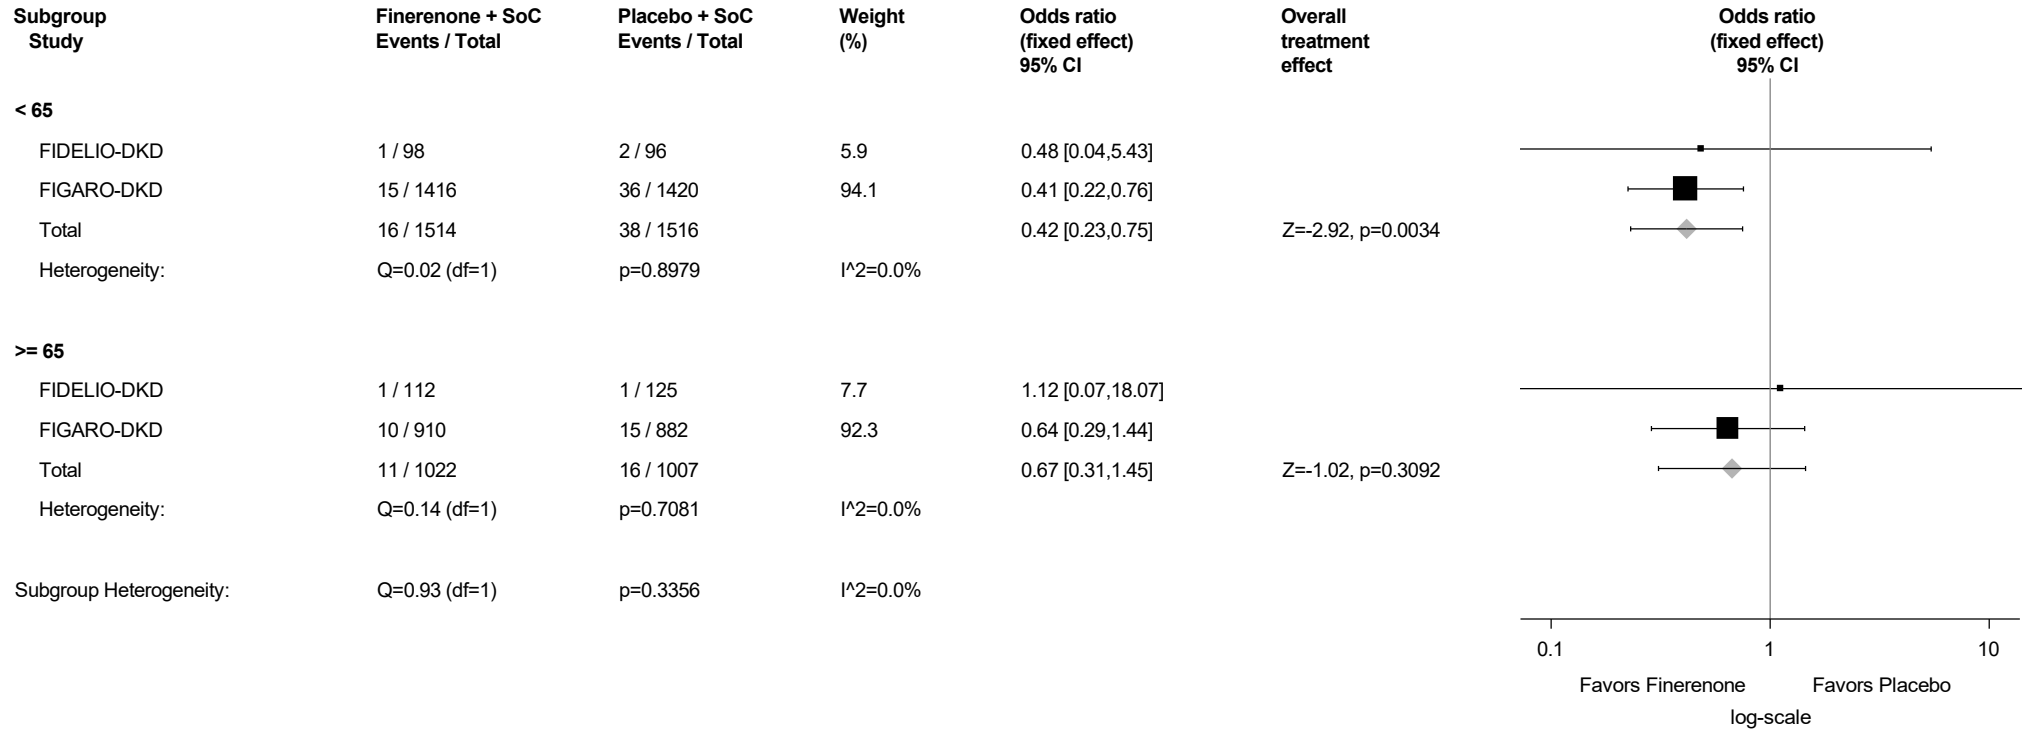 Subgroup Finerenone + SoC Placebo + SoC Weight Odds ratio Overall Odds ratio
Study Events / Total Events / Total (%) (fixed effect) treatment (fixed effect)
95% CI effect 95% CI
< 65
FIDELIO-DKD 1 / 98 2 / 96 5.9 0.48 [0.04,5.43]
FIGARO-DKD 15 / 1416 36 / 1420 94.1 0.41 [0.22,0.76]
Total 16 / 1514 38 / 1516 0.42 [0.23,0.75] Z=-2.92, p=0.0034
Heterogeneity: Q=0.02 (df=1) p=0.8979 I^2=0.0%
>= 65
FIDELIO-DKD 1 / 112 1 / 125 7.7 1.12 [0.07,18.07]
FIGARO-DKD 10 / 910 15 / 882 92.3 0.64 [0.29,1.44]
Total 11 / 1022 16 / 1007 0.67 [0.31,1.45] Z=-1.02, p=0.3092
Heterogeneity: Q=0.14 (df=1) p=0.7081 I^2=0.0%
Subgroup Heterogeneity: Q=0.93 (df=1) p=0.3356 I^2=0.0%
0.1 1 10
Favors Finerenone Favors Placebo
log-scale